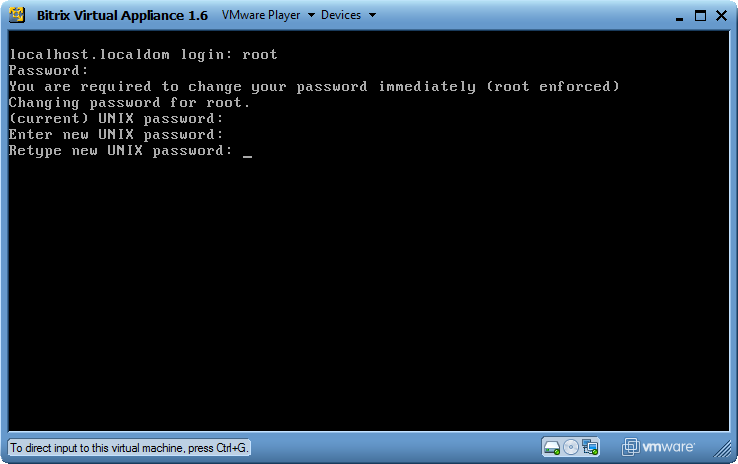 Bitrix Virtual Appliance 1.6 VMware Player Devices
localhost.localdom login: root
Password:
You are required to change your password immediately (root enforced)
Changing password for root.
(current) UNIX password:
Enter new UNIX password:
Retype new UNIX password: _
To direct input to this virtual machine, press Ctrl+G.
vmware